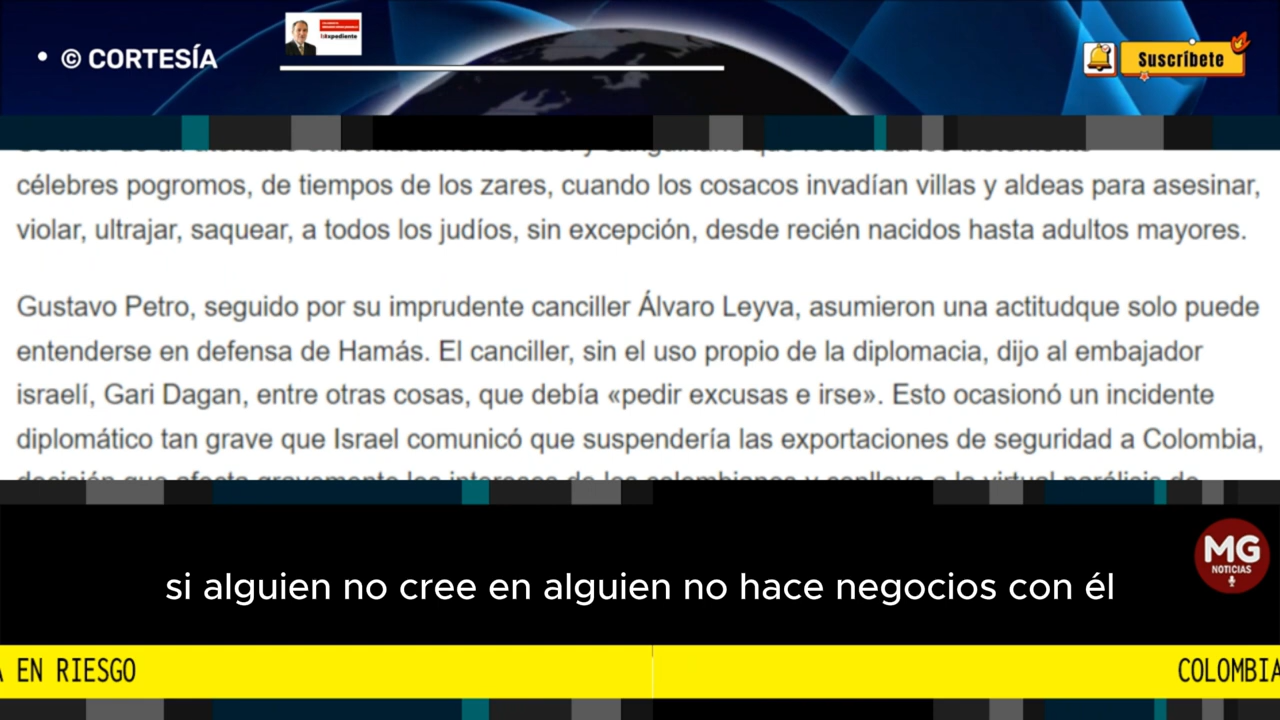 • © CORTESÍA
1Expediente
Suscríbete
célebres pogromos, de tiempos de los zares, cuando los cosacos invadían villas y aldeas para asesinar,
violar, ultrajar, saquear, a todos los judíos, sin excepción, desde recién nacidos hasta adultos mayores.
Gustavo Petro, seguido por su imprudente canciller Álvaro Leyva, asumieron una actitudque solo puede
entenderse en defensa de Hamás. El canciller, sin el uso propio de la diplomacia, dijo al embajador
israelí, Gari Dagan, entre otras cosas, que debía «pedir excusas e irse». Esto ocasionó un incidente
diplomático tan grave que Israel comunicó que suspendería las exportaciones de seguridad a Colombia,
MG
NOTICIAS
si alguien no cree en alguien no hace negocios con él
A EN RIESGO
COLOMBIA